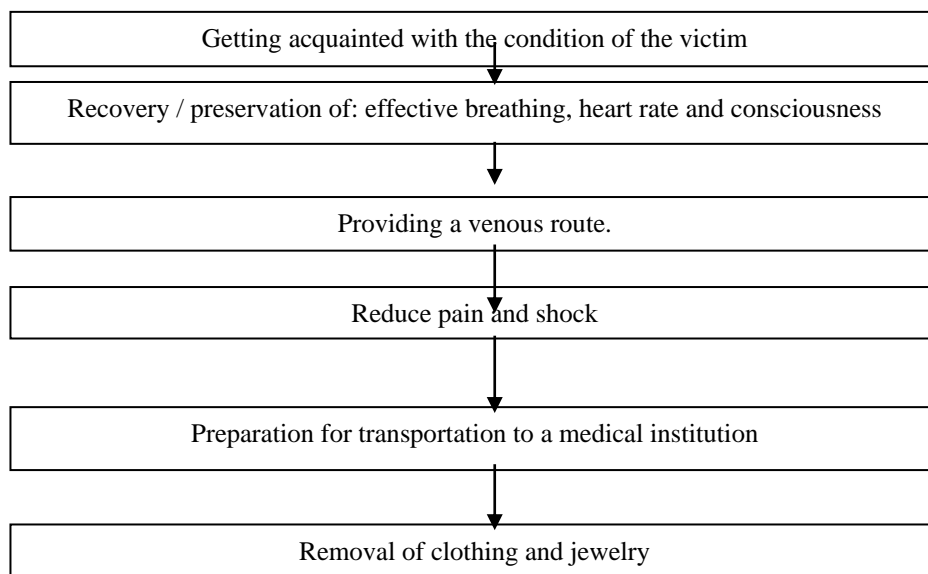 Getting acquainted with the condition of the victim
Recovery / preservation of: effective breathing, heart rate and consciousness
Providing a venous route.
Reduce pain and shock
Preparation for transportation to a medical institution
Removal of clothing and jewelry